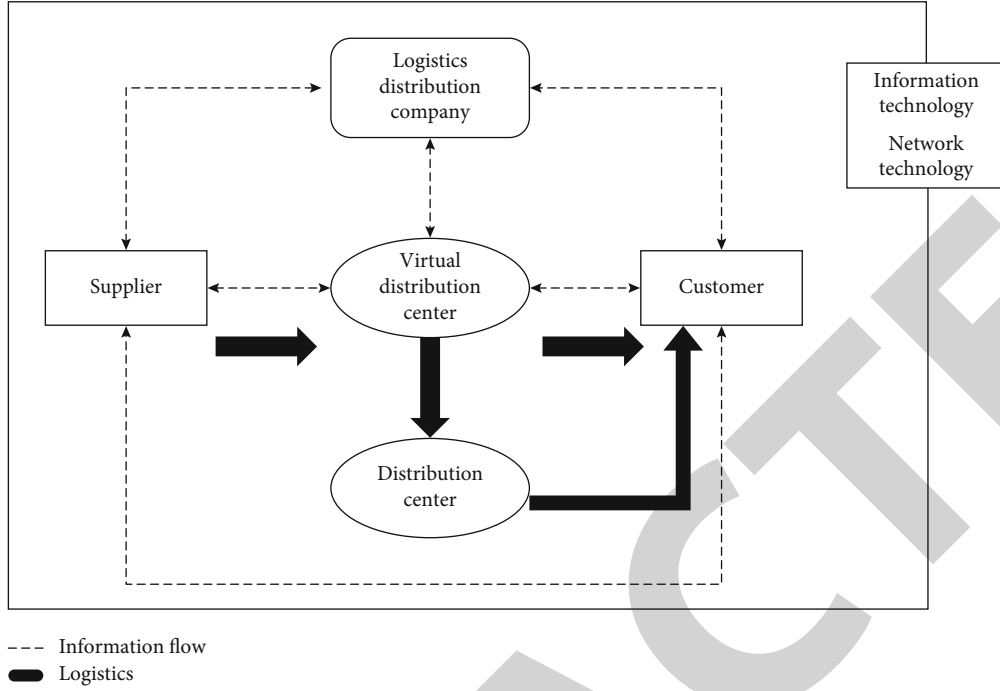 Logistics
distribution
company
Information
technology
Network
technology
Supplier
Virtual
distribution
center
Customer
Distribution
center
Information flow
Logistics